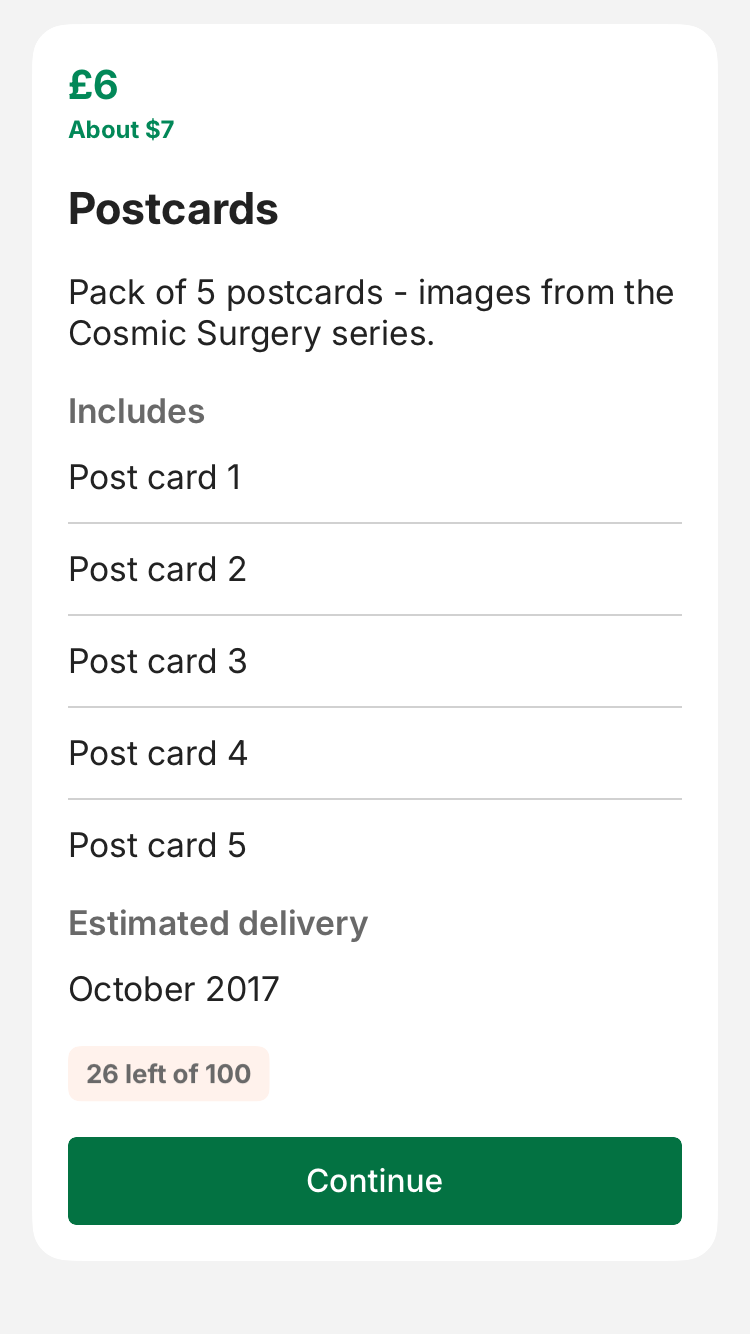 £6
About $7
Postcards
Pack of 5 postcards - images from the
Cosmic Surgery series.
Includes
Post card 1
Post card 2
Post card 3
Post card 4
Post card 5
Estimated delivery
October 2017
26 left of 100
Continue